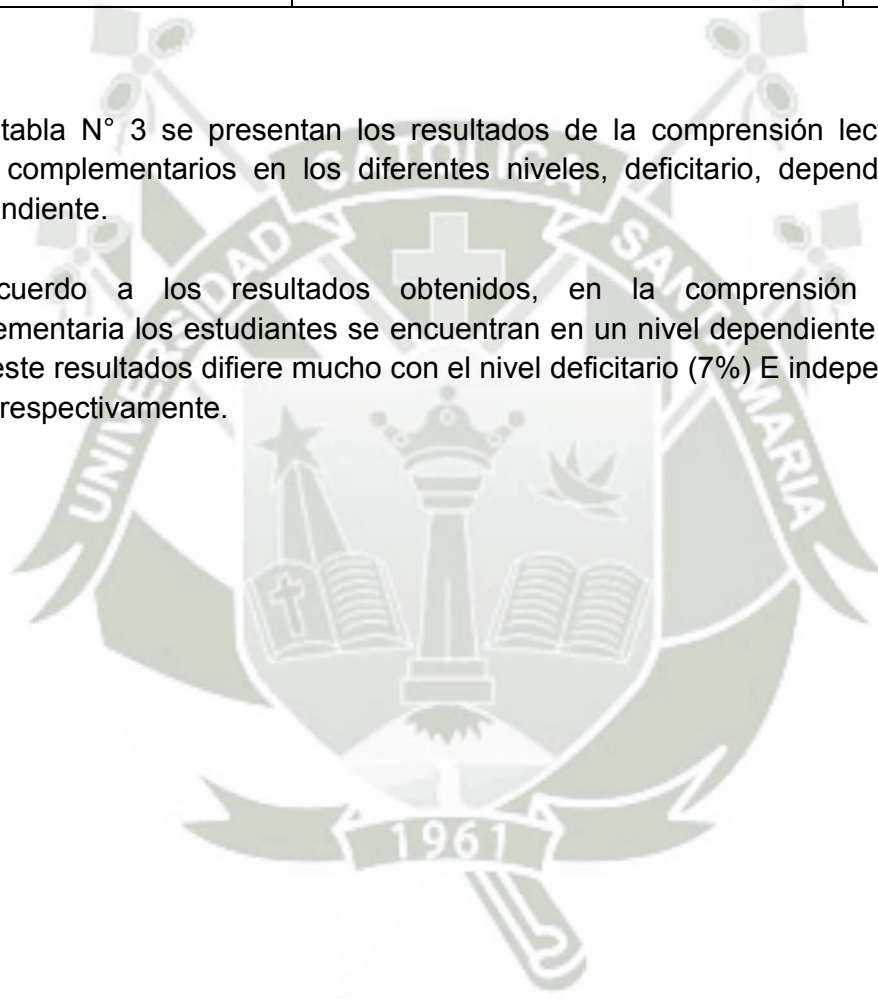 tabla N° 3 se presentan los resultados de la comprensión lec
complementarios en los diferentes niveles, deficitario, depend
ndiente.
cuerdo a los resultados obtenidos, en la comprensión
ementaria los estudiantes se encuentran en un nivel dependiente
este resultados difiere mucho con el nivel deficitario (7%) E indepe
respectivamente.
UNIVERSIDAD CATOLICA SANTA MARIA
1961